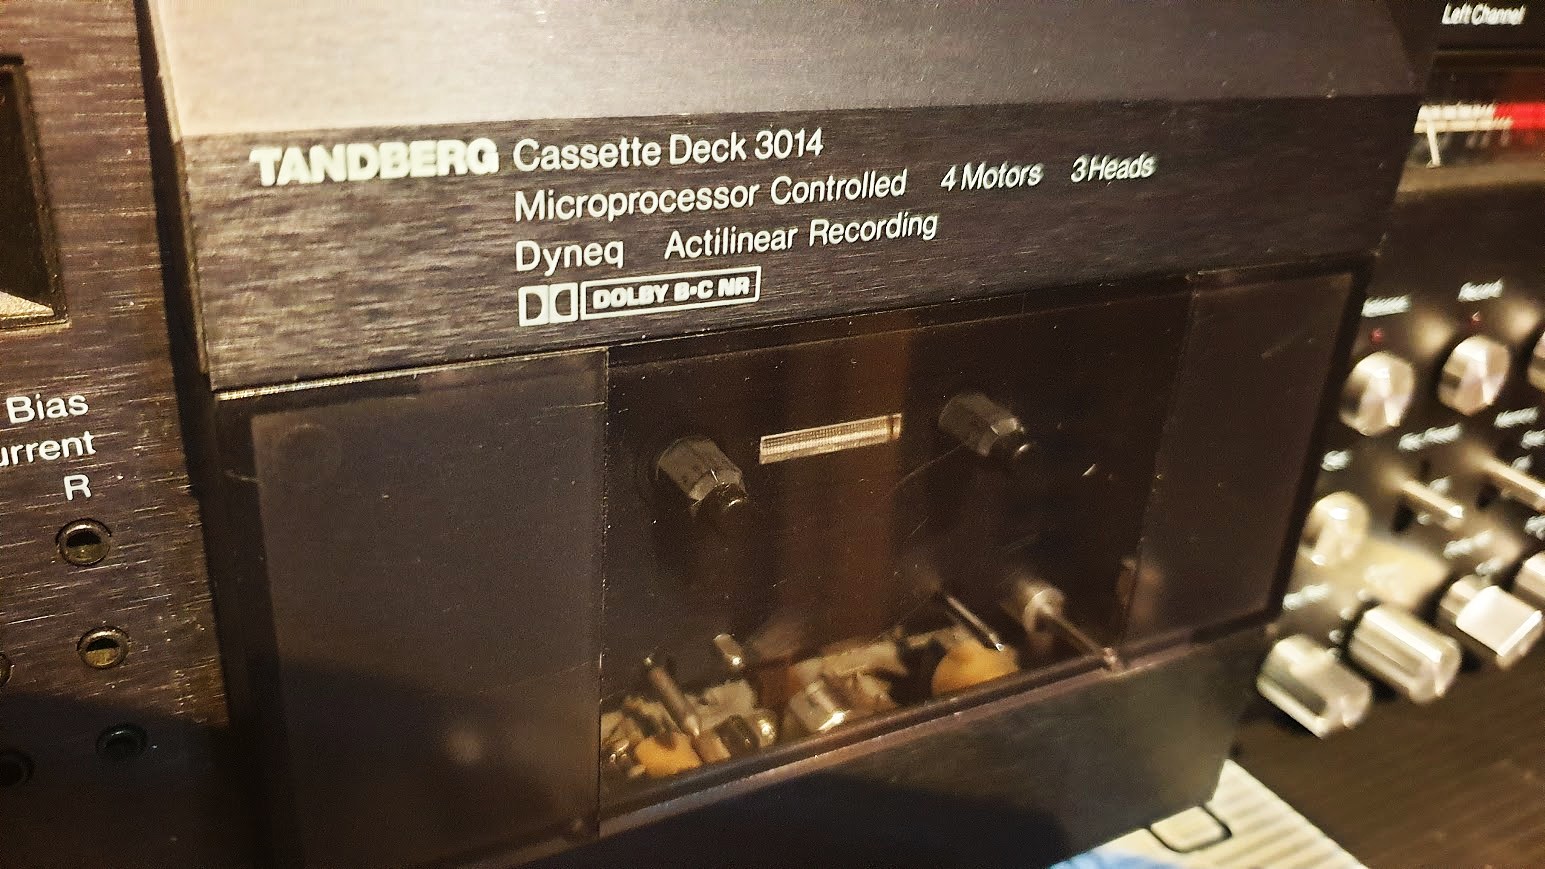 Left Channel
TANDBERG Cassette Deck 3014
Microprocessor Controlled 4 Motors 3 Heads
Dyneq Actilinear Recording
DOLBY B•C NR
Record
Bias
urrent
R